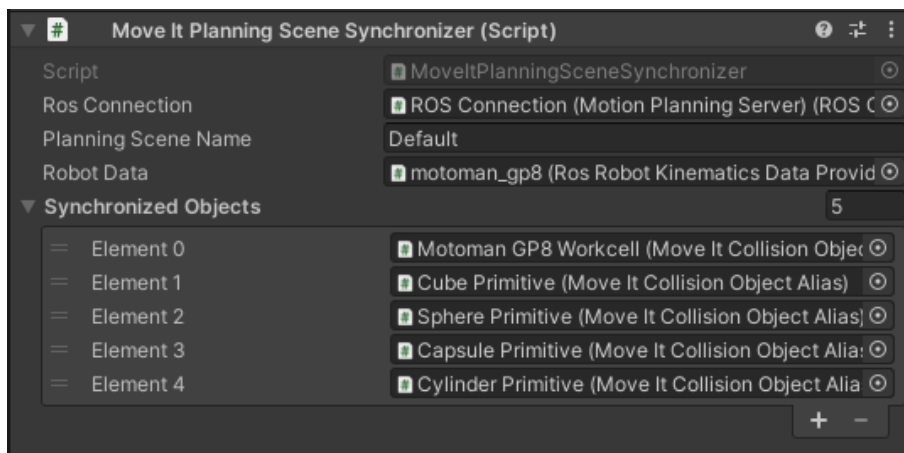 # Move It Planning Scene Synchronizer (Script)
Script # MoveItPlanningSceneSynchronizer
Ros Connection # ROS Connection (Motion Planning Server) (ROS C
Planning Scene Name Default
Robot Data # motoman_gp8 (Ros Robot Kinematics Data Provid
Synchronized Objects 5
Element 0 # Motoman GP8 Workcell (Move It Collision Objec
Element 1 # Cube Primitive (Move It Collision Object Alias)
Element 2 # Sphere Primitive (Move It Collision Object Alias)
Element 3 # Capsule Primitive (Move It Collision Object Alia
Element 4 # Cylinder Primitive (Move It Collision Object Alia
+ −